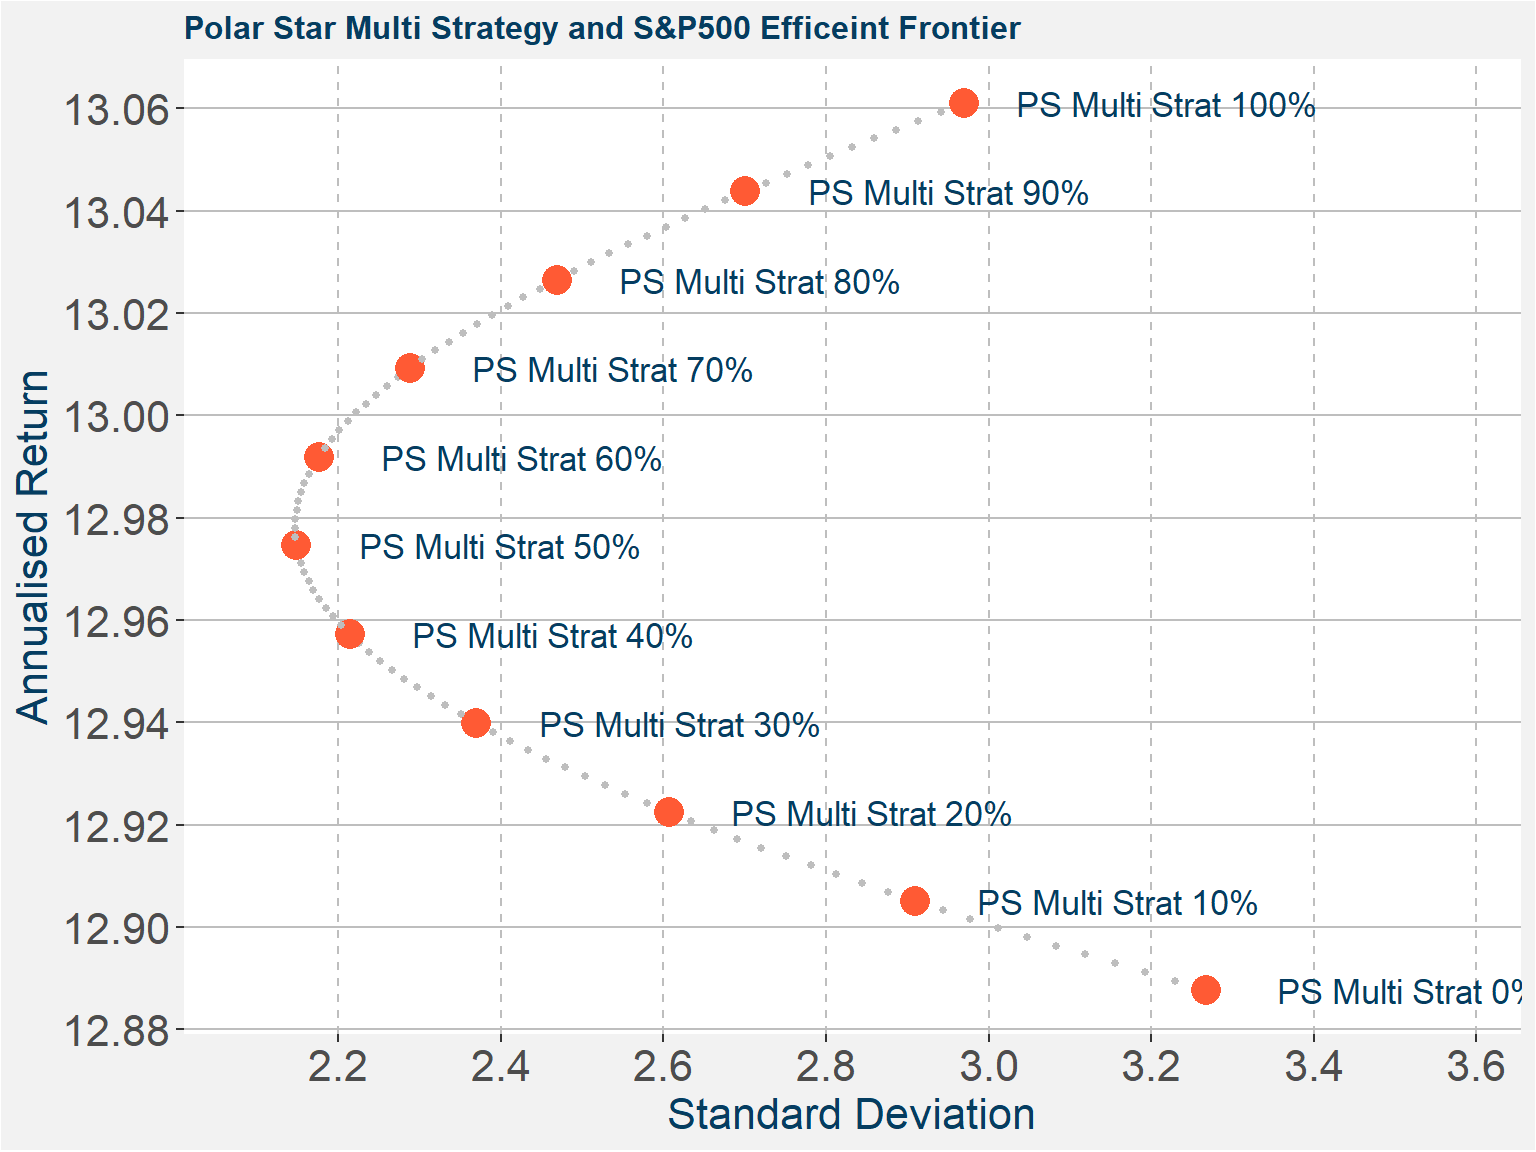 Polar Star Multi Strategy and S&P500 Efficeint Frontier
13.06
13.04
13.02
13.00
12.98
12.96
12.94
12.92
12.90
12.88
Annualised Return
PS Multi Strat 100%
PS Multi Strat 90%
PS Multi Strat 80%
PS Multi Strat 70%
PS Multi Strat 60%
PS Multi Strat 50%
PS Multi Strat 40%
PS Multi Strat 30%
PS Multi Strat 20%
PS Multi Strat 10%
PS Multi Strat 0%
2.2 2.4 2.6 2.8 3.0 3.2 3.4 3.6
Standard Deviation